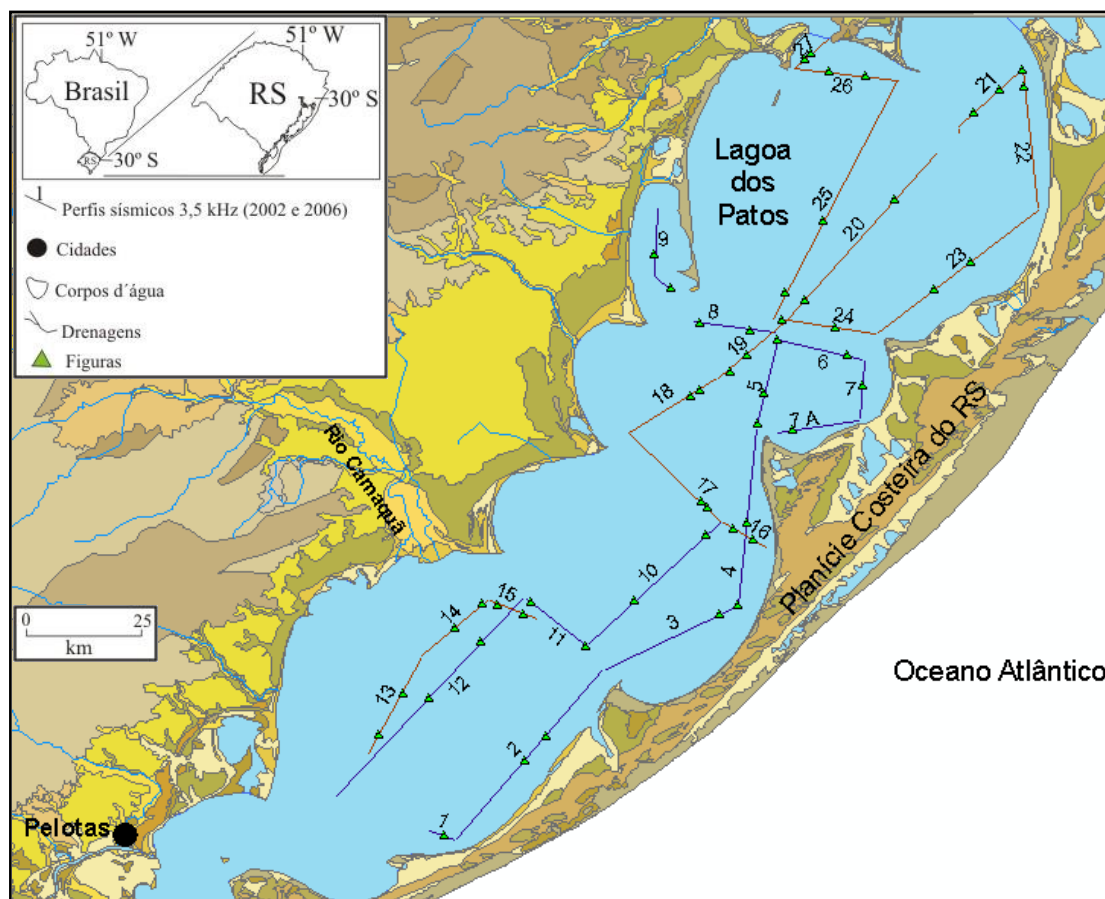 51º W
51º W
Brasil
RS
30º S
RS
30º S
1
Perfis sísmicos 3,5 kHz (2002 e 2006)
Cidades
Corpos d´água
Drenagens
Figuras
27
26
21
Lagoa
dos
Patos
22
25
20
9
23
8
24
19
6
18
5
7
7 A
Rio Camaquã
17
16
Planície Costeira do RS
10
4
15
14
3
11
0
25
km
13
12
Oceano Atlântico
2
1
Pelotas